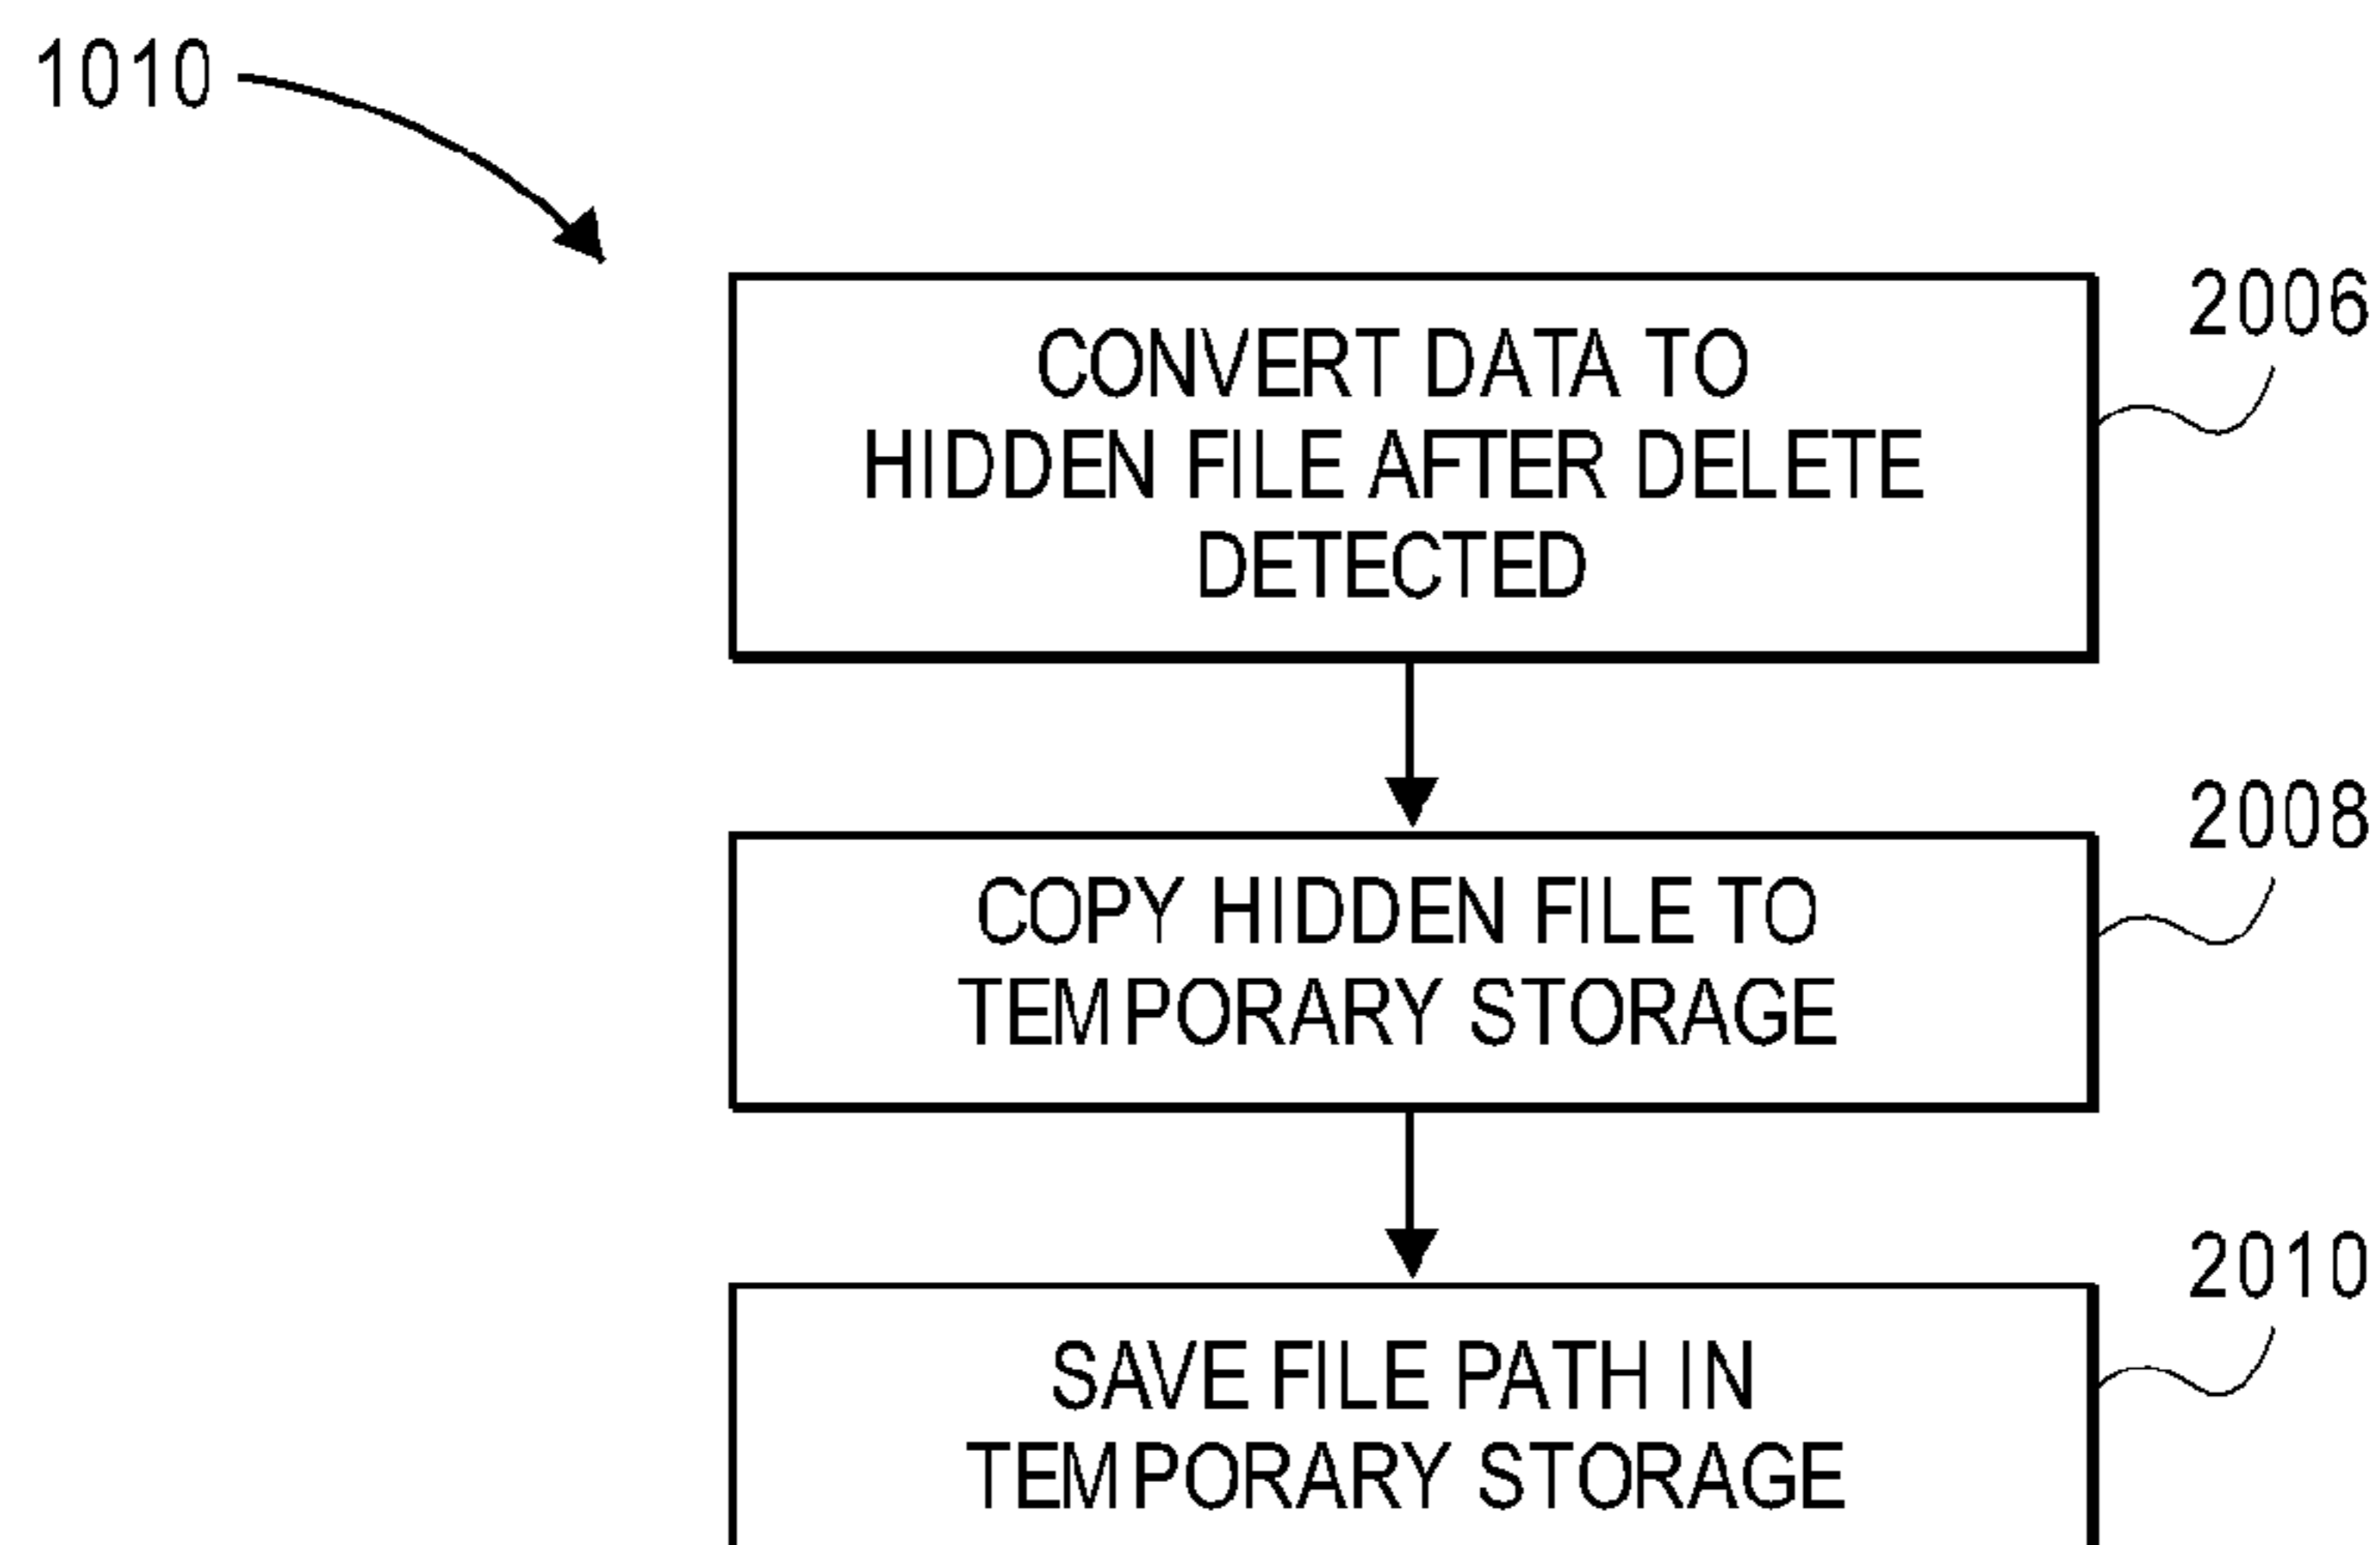 1010
2006
CONVERT DATA TO
HIDDEN FILE AFTER DELETE
DETECTED
2008
COPY HIDDEN FILE TO
TEMPORARY STORAGE
2010
SAVE FILE PATH IN
TEMPORARY STORAGE